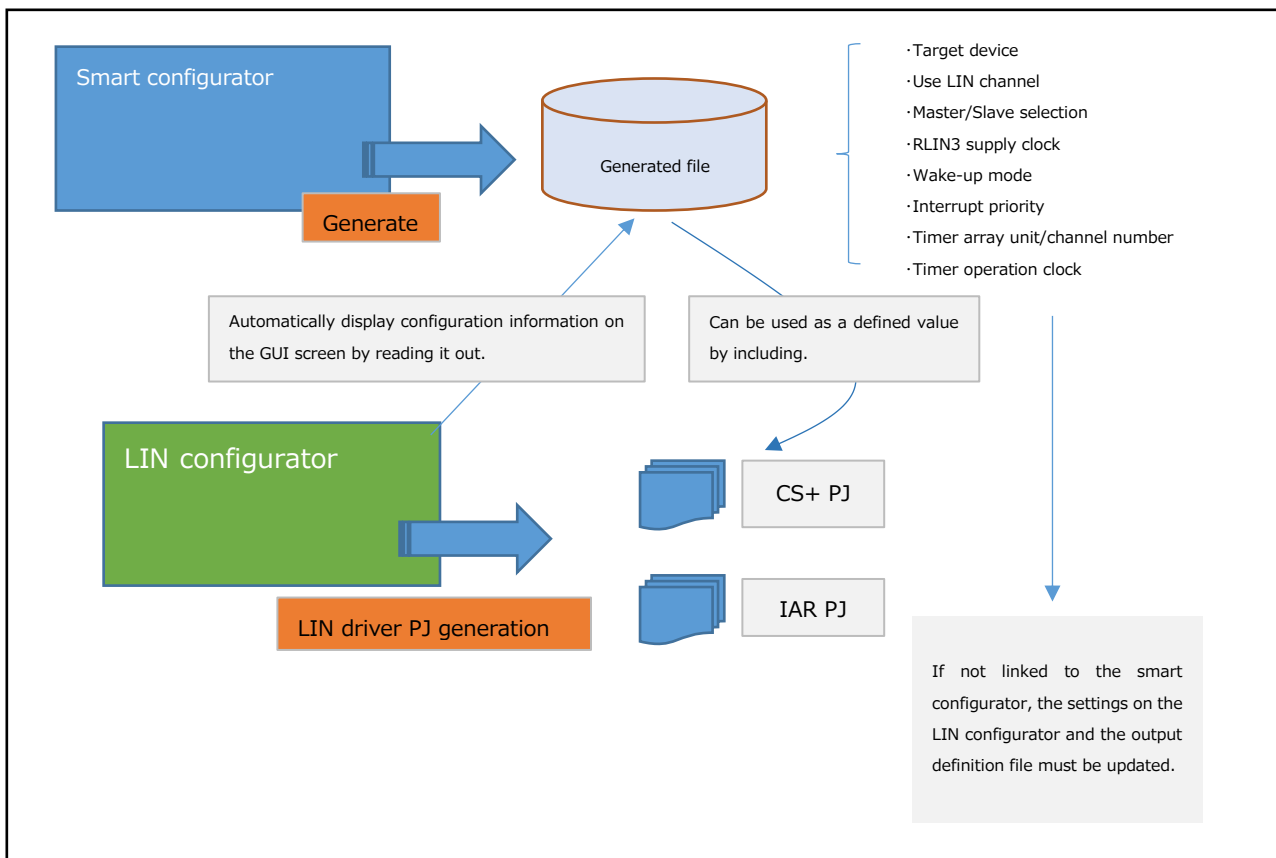 Smart configurator
Generate
Generated file
·Target device
·Use LIN channel
·Master/Slave selection
·RLIN3 supply clock
·Wake-up mode
·Interrupt priority
·Timer array unit/channel number
·Timer operation clock
Automatically display configuration information on
the GUI screen by reading it out.
Can be used as a defined value
by including.
LIN configurator
LIN driver PJ generation
CS+ PJ
IAR PJ
If not linked to the smart
configurator, the settings on the
LIN configurator and the output
definition file must be updated.